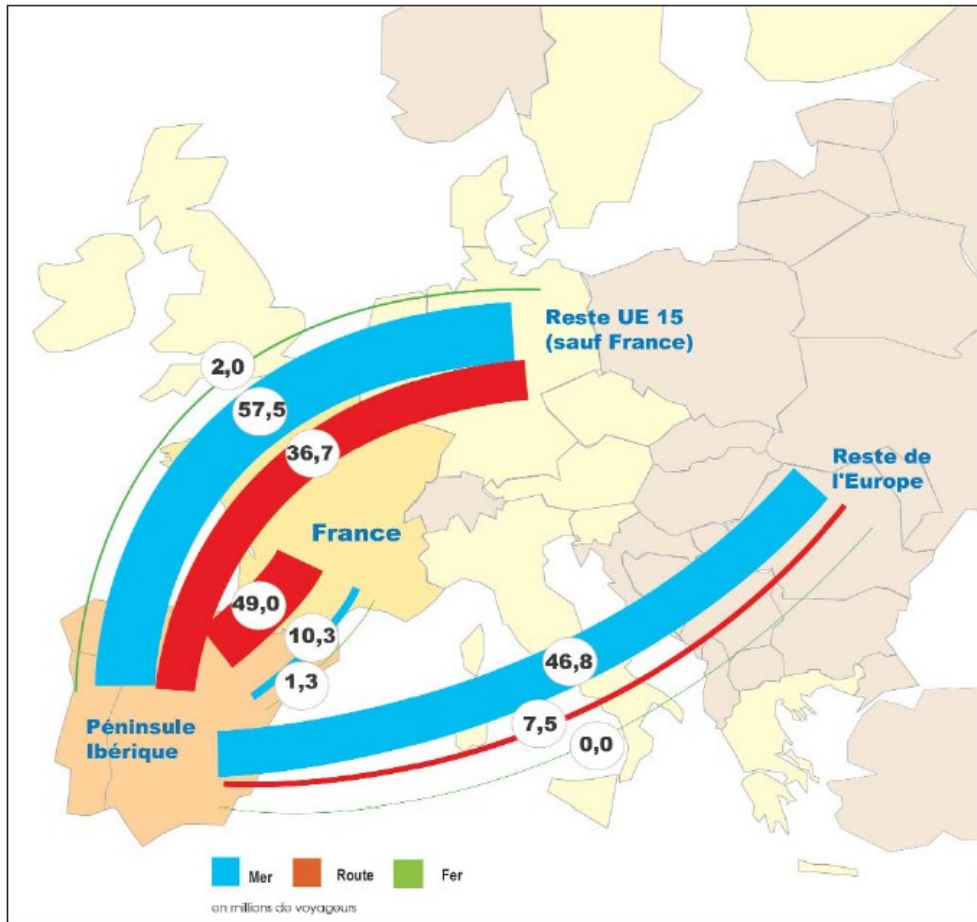 Reste UE 15
(sauf France)
2,0
57,5
36,7
Reste de
l'Europe
France
49,0
10,3
1,3
46,8
7,5
0,0
Péninsule
Ibérique
Mer Route Fer
en millions de voyageurs